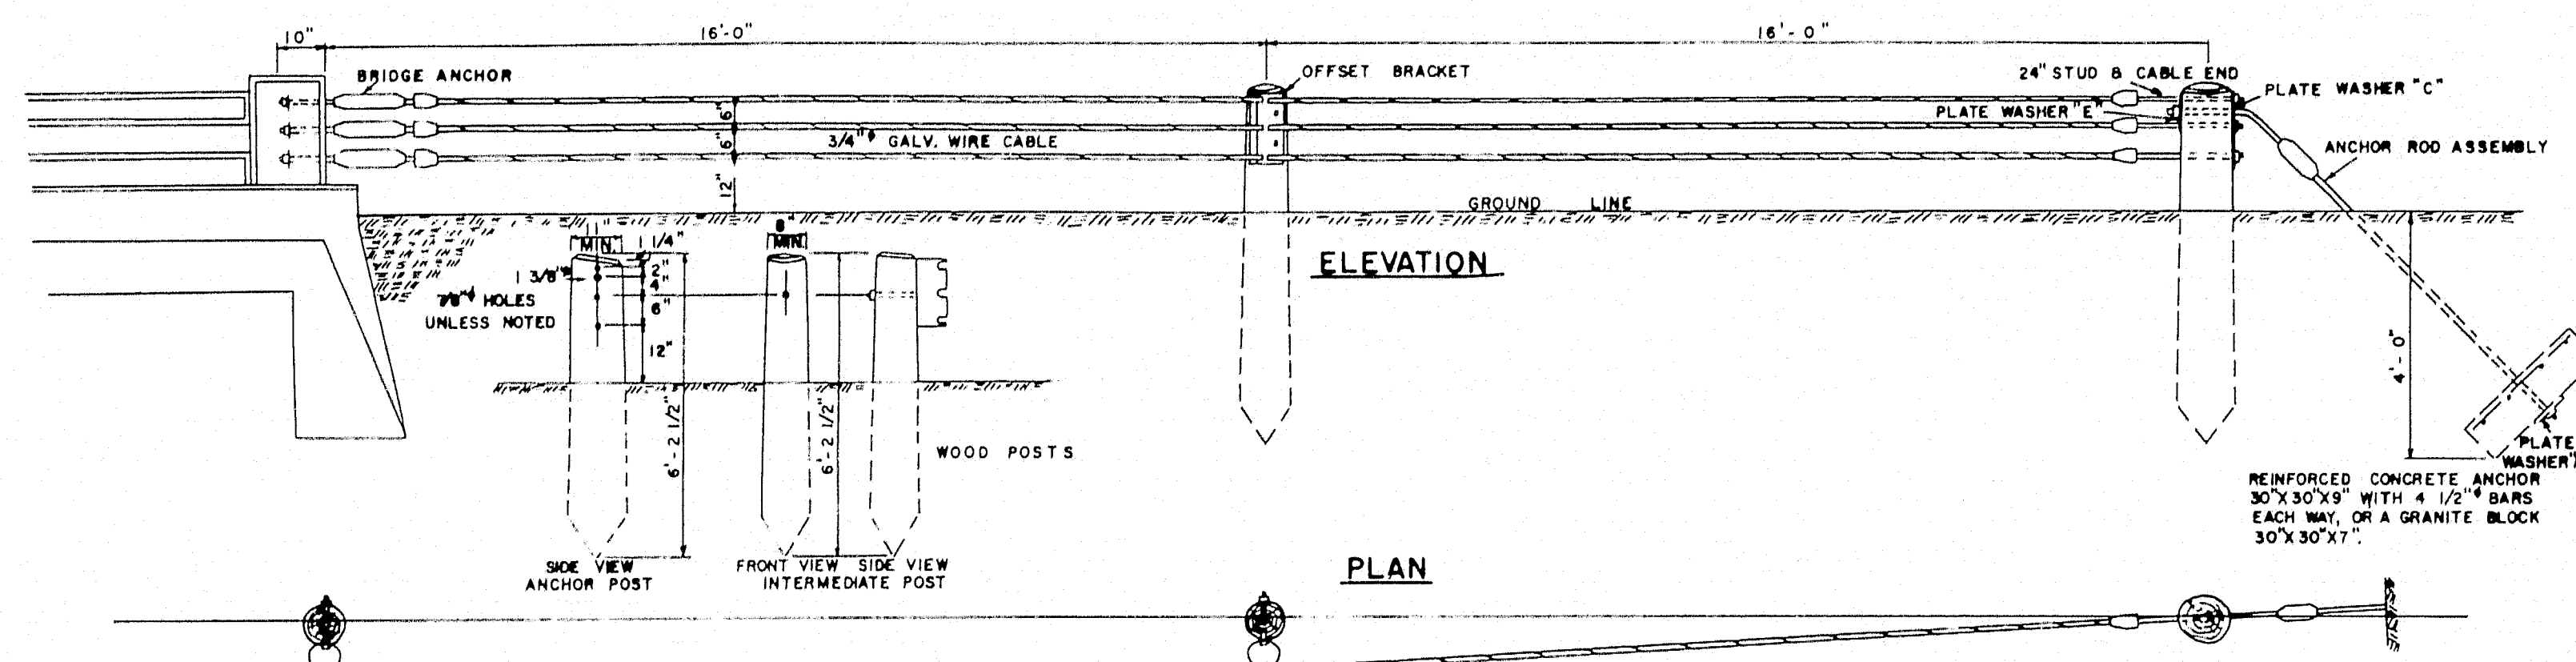 10"
16'-0"
16'-0"
BRIDGE ANCHOR
OFFSET BRACKET
24" STUD & CABLE END
PLATE WASHER "C"
PLATE WASHER "E"
6"
6"
3/4"ϕ GALV. WIRE CABLE
ANCHOR ROD ASSEMBLY
12"
GROUND LINE
MIN.
1/4"
8"
MIN.
ELEVATION
1 3/8"ϕ
2"
4"
7/8"ϕ HOLES
UNLESS NOTED
6"
12"
4'-0"
6'-2 1/2"
6'-2 1/2"
WOOD POSTS
PLATE
WASHER"
REINFORCED CONCRETE ANCHOR
30"X30"X9" WITH 4 1/2"ϕ BARS
EACH WAY, OR A GRANITE BLOCK
30"X30"X7".
SIDE VIEW
ANCHOR POST
FRONT VIEW SIDE VIEW
INTERMEDIATE POST
PLAN